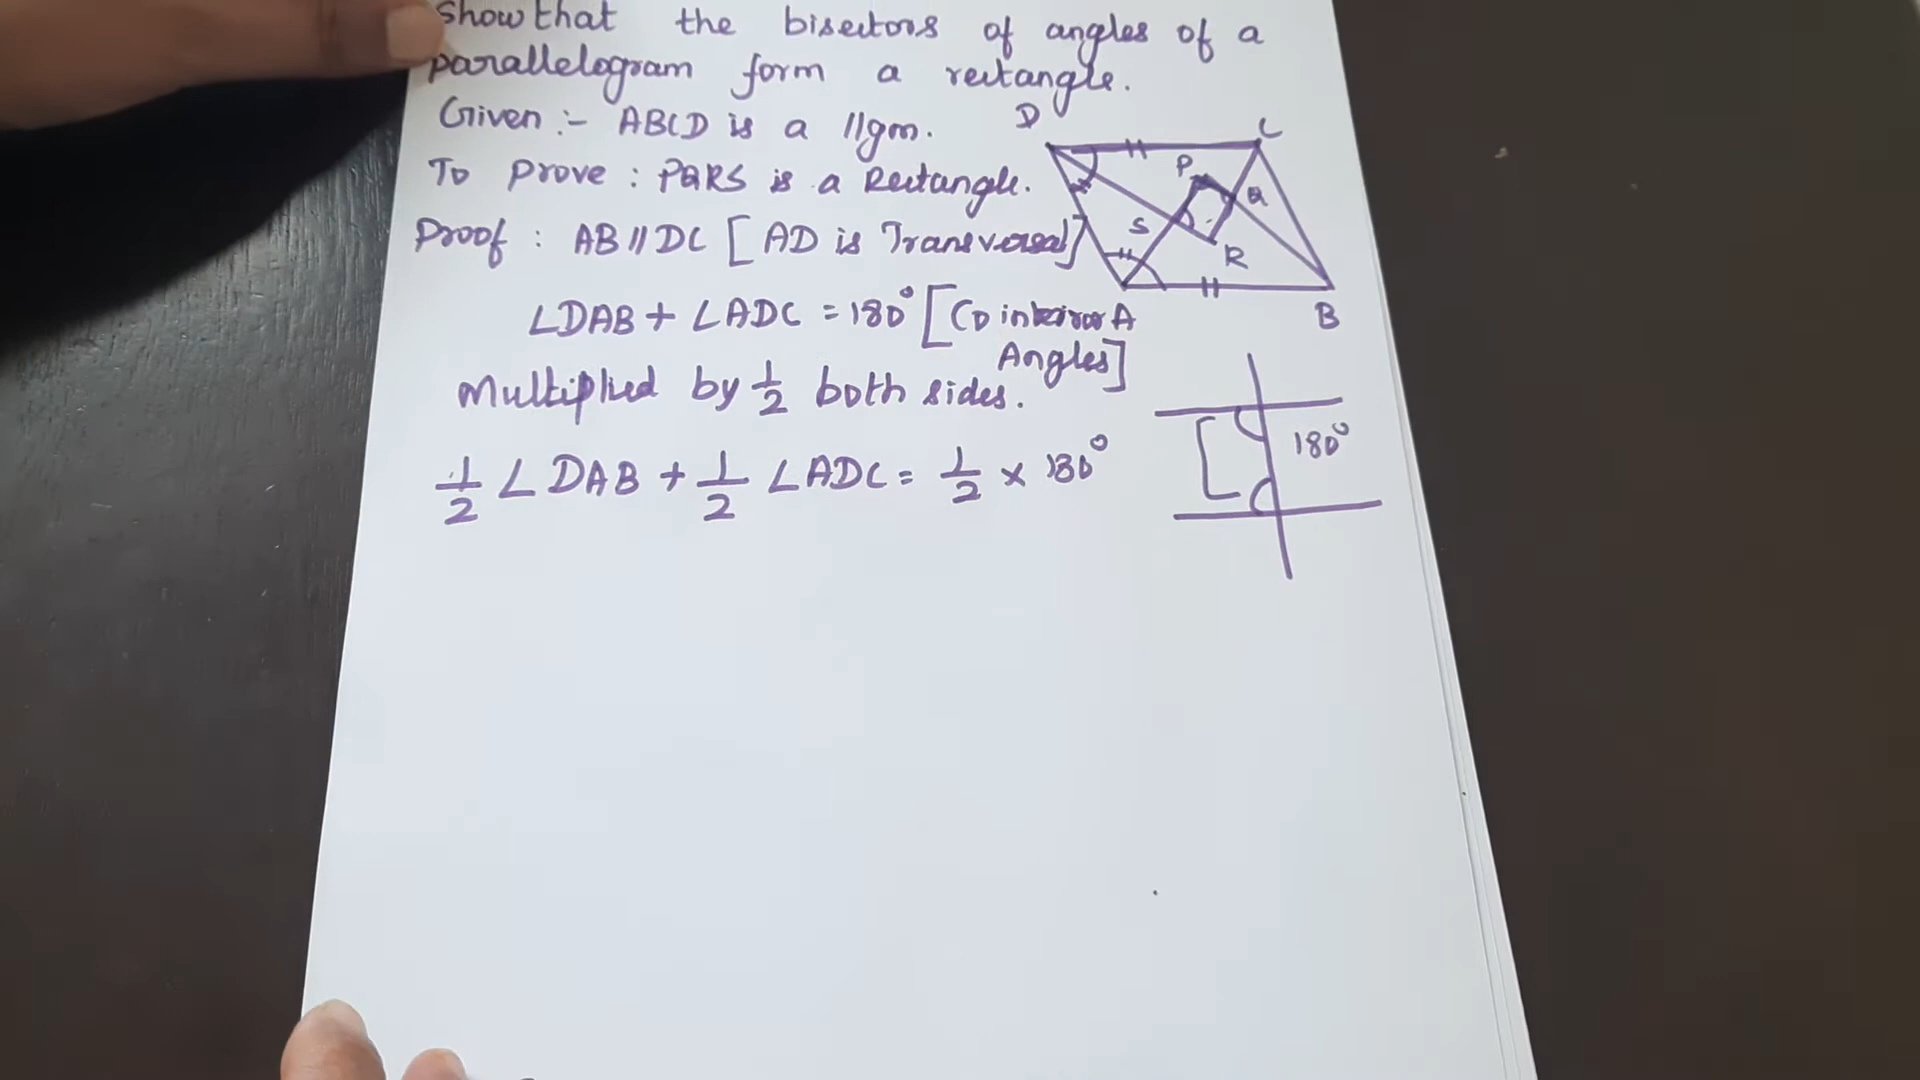 Show that the bisectors of angles of a
parallelogram form a rectangle.
Given :- ABCD is a ||gm.
To prove : PQRS is a Rectangle.
Proof : AB || DC [ AD is Transversal ]
∠DAB + ∠ADC = 180° [ Co interior
Angles]
Multiplied by 1/2 both sides.
1/2 ∠DAB + 1/2 ∠ADC = 1/2 × 180°
D
C
P
Q
S
R
A
B
180°